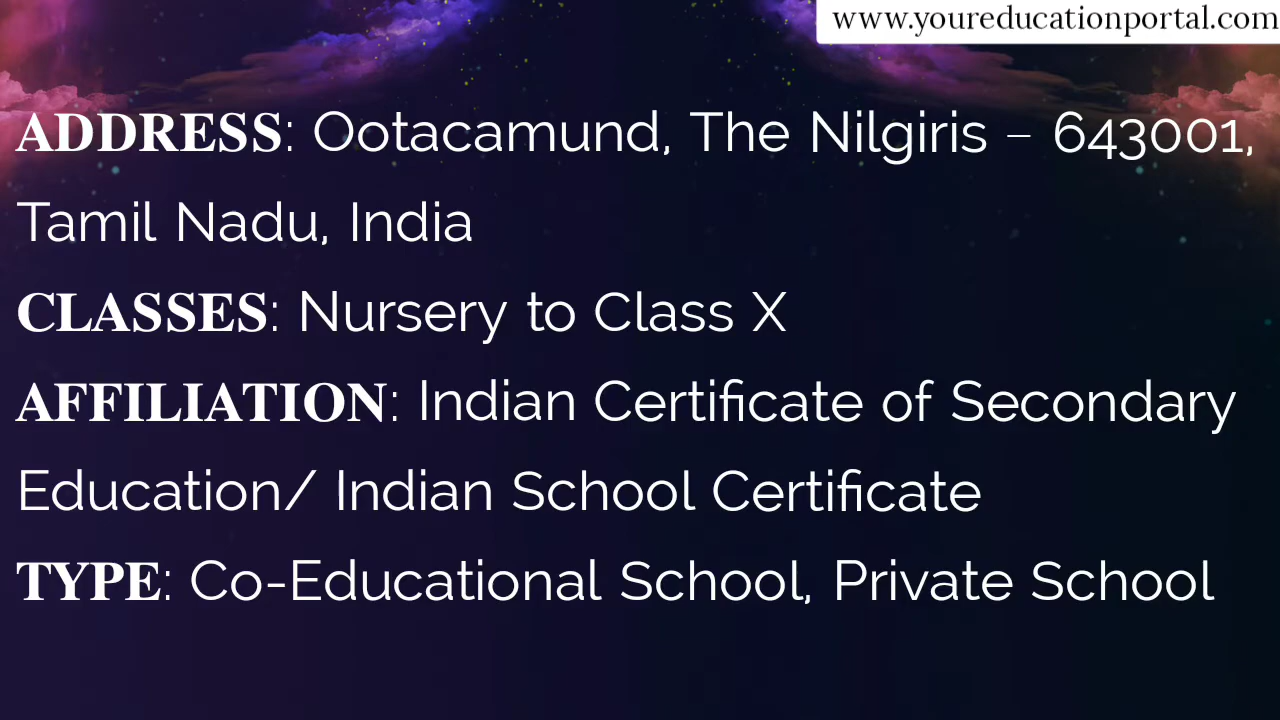 www.youreducationportal.com
ADDRESS: Ootacamund, The Nilgiris – 643001,
Tamil Nadu, India
CLASSES: Nursery to Class X
AFFILIATION: Indian Certificate of Secondary
Education/ Indian School Certificate
TYPE: Co-Educational School, Private School